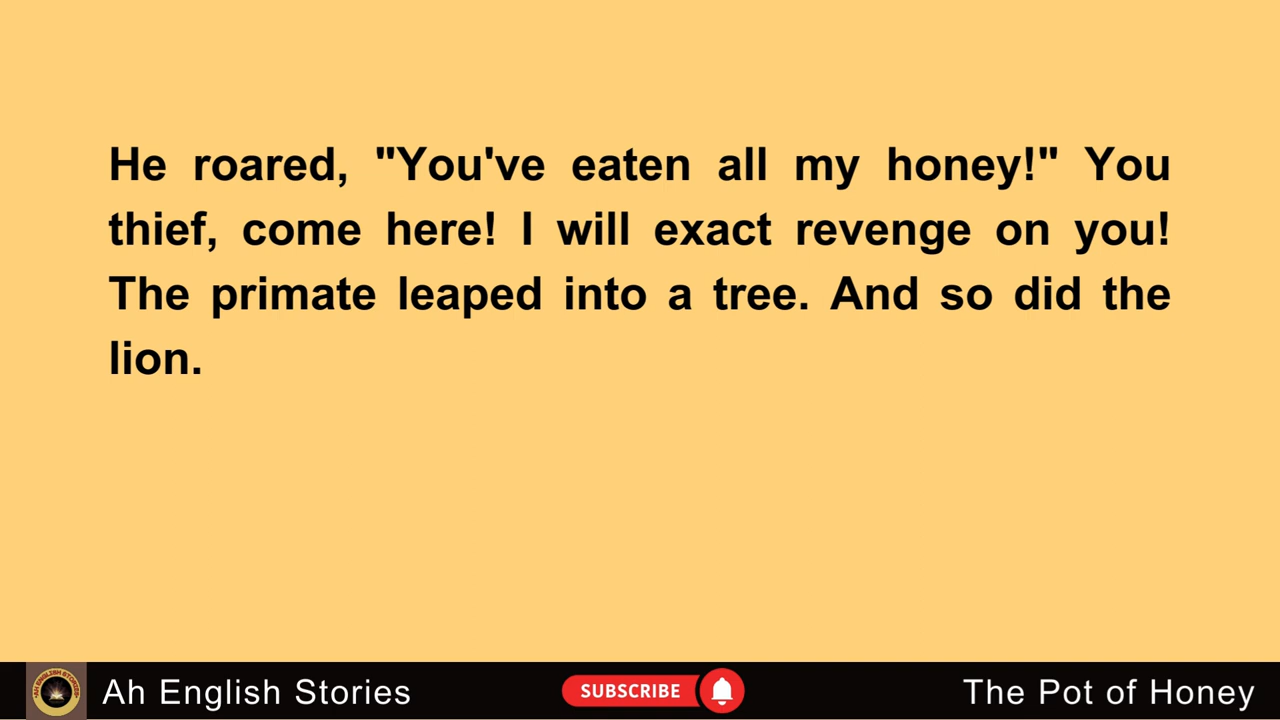 He roared, "You've eaten all my honey!" You
thief, come here! I will exact revenge on you!
The primate leaped into a tree. And so did the
lion.
Ah English Stories
SUBSCRIBE
The Pot of Honey